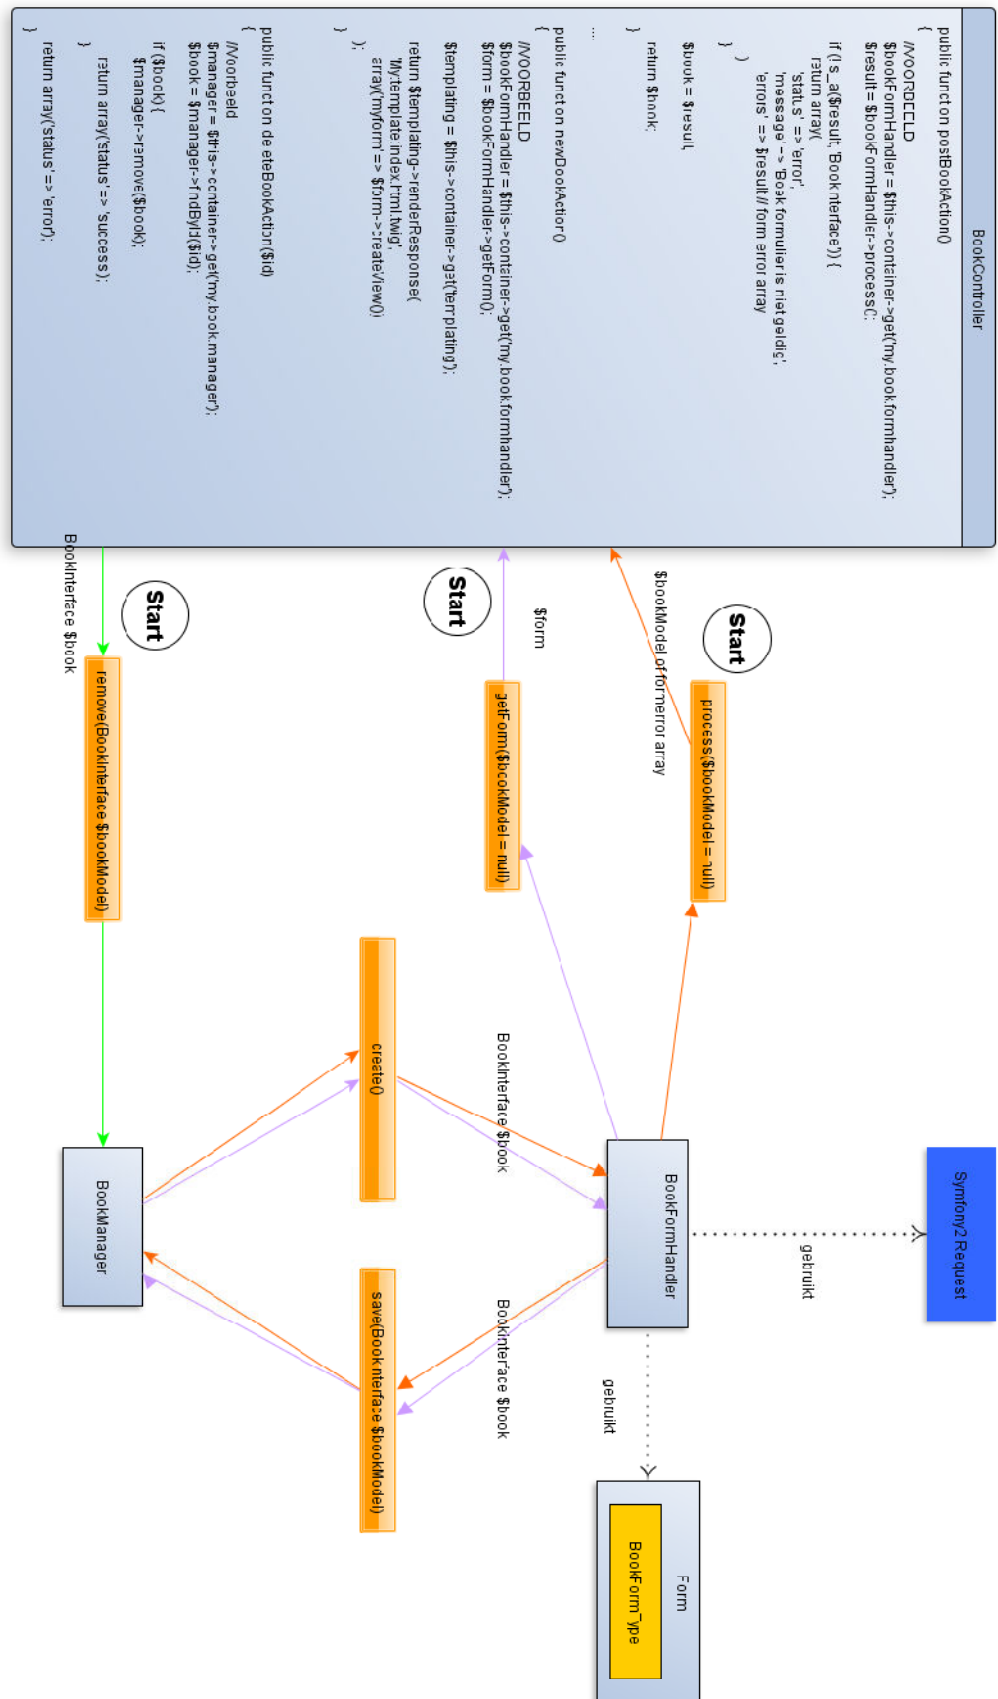 BookController
public function postBookAction()
{
//VOORBEELD
$bookFormHandler = $this->container->get('my.book.formhandler');
$result = $bookFormHandler->process();
if (!is_a($result, 'BookInterface')) {
return array(
'status' => 'error',
'message' => 'Boek formulier is niet geldig',
'errors' => $result // form error array
)
}
$book = $result;
return $book;
}
....
public function newBookAction()
{
//VOORBEELD
$bookFormHandler = $this->container->get('my.book.formhandler');
$form = $bookFormHandler->getForm();
$templating = $this->container->get('templating');
return $templating->renderResponse(
'My:template:index.html.twig',
array('myform' => $form->createView())
);
}
public function deleteBookAction($id)
{
//Voorbeeld
$manager = $this->container->get('my.book.manager');
$book = $manager->findById($id);
if ($book) {
$manager->remove($book);
return array('status' => 'success');
}
return array('status' => 'error');
}
Start
$bookModel of formerror array
process($bookModel = null)
Start
$form
getForm($bookModel = null)
Start
BookInterface $book
remove(BookInterface $bookModel)
create()
BookInterface $book
BookManager
BookFormHandler
Symfony2 Request
gebruikt
gebruikt
BookInterface $book
save(BookInterface $bookModel)
Form
BookFormType